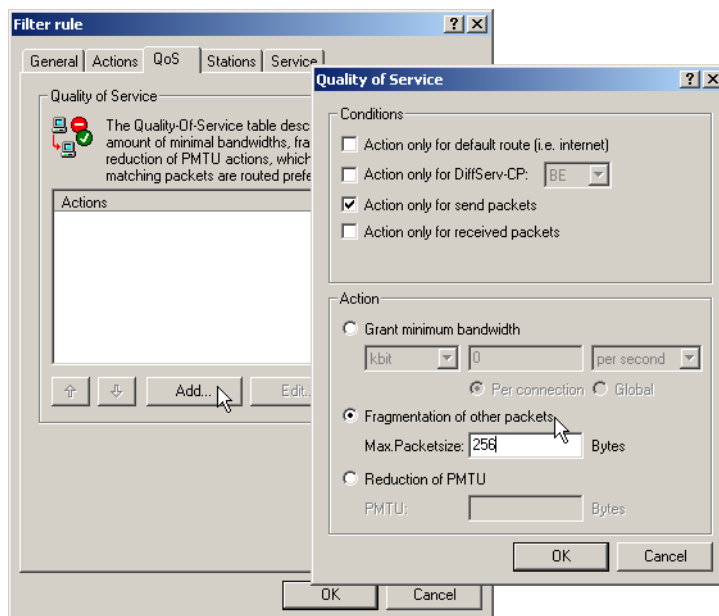 Filter rule
General
Actions
QoS
Stations
Service
Quality of Service
The Quality-Of-Service table desc
amount of minimal bandwidths, fra
reduction of PMTU actions, which
matching packets are routed prefe
Actions
Add...
Edit..
OK
Cancel
Quality of Service
Conditions
Action only for default route (i.e. internet)
Action only for DiffServ-CP: BE
Action only for send packets
Action only for received packets
Action
Grant minimum bandwidth
kbit 0 per second
Per connection Global
Fragmentation of other packets
Max.Packetsize: 256 Bytes
Reduction of PMTU
PMTU: Bytes
OK Cancel